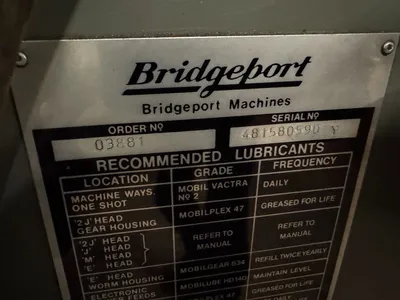 Bridgeport
Bridgeport Machines
ORDER Nº
SERIAL Nº
03881
RECOMMENDED LUBRICANTS
LOCATION GRADE FREQUENCY
MACHINE WAYS MOBIL VACTRA DAILY
ONE SHOT Nº 2
'2J' HEAD MOBILPLEX 47 GREASED FOR LIFE
GEAR HOUSING
'2J' HEAD REFER TO REFER TO
'J' HEAD MANUAL MANUAL
'M' HEAD
'E' HEAD
'E' HEAD MOBILGEAR 634 REFILL TWICE YEARLY
WORM HOUSING MAINTAIN LEVEL
ELECTRONIC GREASED FOR LIFE
FEEDS